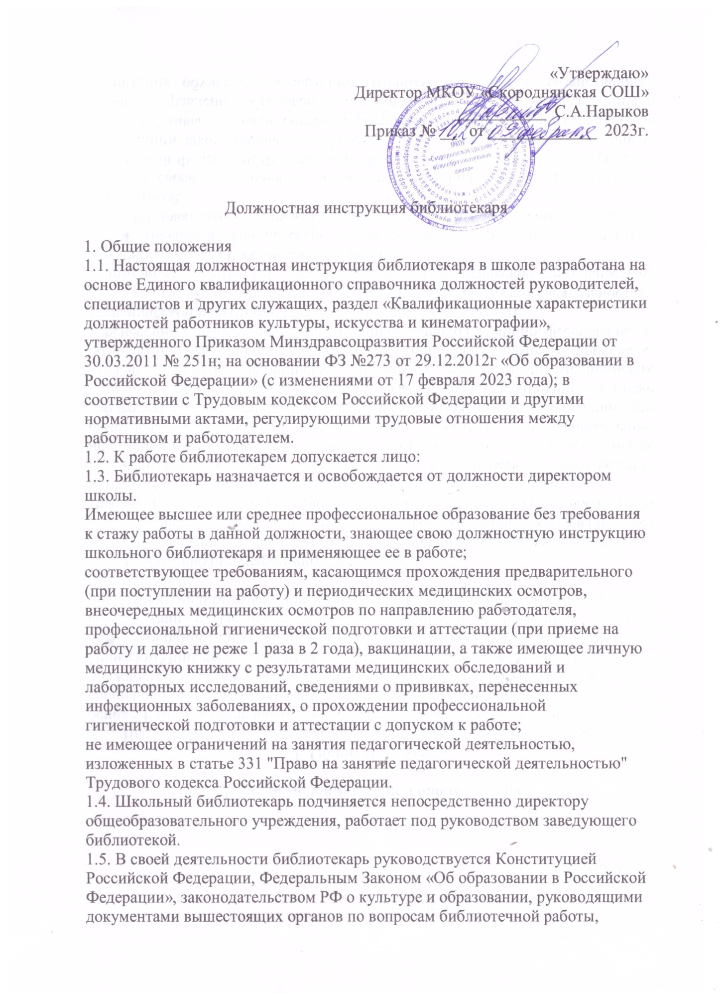 «Утверждаю»
Директор МКОУ «Скороднянская СОШ»
____________ С.А.Нарыков
Приказ № 10.2 от 09 февраля 2023г.
МКОУ
«Скороднянская средняя
общеобразовательная
школа»
Должностная инструкция библиотекаря
1. Общие положения
1.1. Настоящая должностная инструкция библиотекаря в школе разработана на
основе Единого квалификационного справочника должностей руководителей,
специалистов и других служащих, раздел «Квалификационные характеристики
должностей работников культуры, искусства и кинематографии»,
утвержденного Приказом Минздравсоцразвития Российской Федерации от
30.03.2011 № 251н; на основании ФЗ №273 от 29.12.2012г «Об образовании в
Российской Федерации» (с изменениями от 17 февраля 2023 года); в
соответствии с Трудовым кодексом Российской Федерации и другими
нормативными актами, регулирующими трудовые отношения между
работником и работодателем.
1.2. К работе библиотекарем допускается лицо:
1.3. Библиотекарь назначается и освобождается от должности директором
школы.
Имеющее высшее или среднее профессиональное образование без требования
к стажу работы в данной должности, знающее свою должностную инструкцию
школьного библиотекаря и применяющее ее в работе;
соответствующее требованиям, касающимся прохождения предварительного
(при поступлении на работу) и периодических медицинских осмотров,
внеочередных медицинских осмотров по направлению работодателя,
профессиональной гигиенической подготовки и аттестации (при приеме на
работу и далее не реже 1 раза в 2 года), вакцинации, а также имеющее личную
медицинскую книжку с результатами медицинских обследований и
лабораторных исследований, сведениями о прививках, перенесенных
инфекционных заболеваниях, о прохождении профессиональной
гигиенической подготовки и аттестации с допуском к работе;
не имеющее ограничений на занятия педагогической деятельностью,
изложенных в статье 331 "Право на занятие педагогической деятельностью"
Трудового кодекса Российской Федерации.
1.4. Школьный библиотекарь подчиняется непосредственно директору
общеобразовательного учреждения, работает под руководством заведующего
библиотекой.
1.5. В своей деятельности библиотекарь руководствуется Конституцией
Российской Федерации, Федеральным Законом «Об образовании в Российской
Федерации», законодательством РФ о культуре и образовании, руководящими
документами вышестоящих органов по вопросам библиотечной работы,